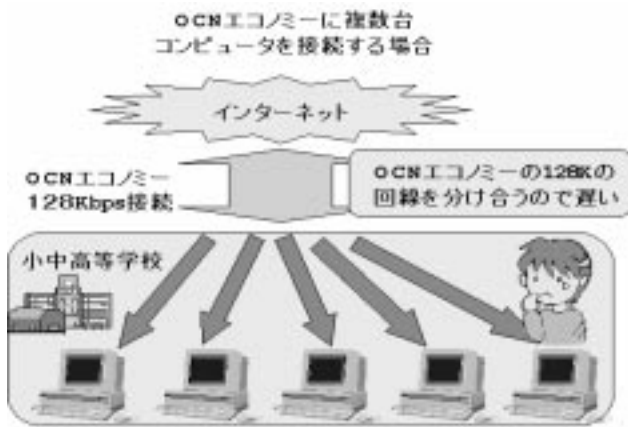 OCNエコノミーに複数台
コンピュータを接続する場合
インターネット
OCNエコノミー
128Kbps接続
OCNエコノミーの128Kの
回線を分け合うので遅い
小中高等学校